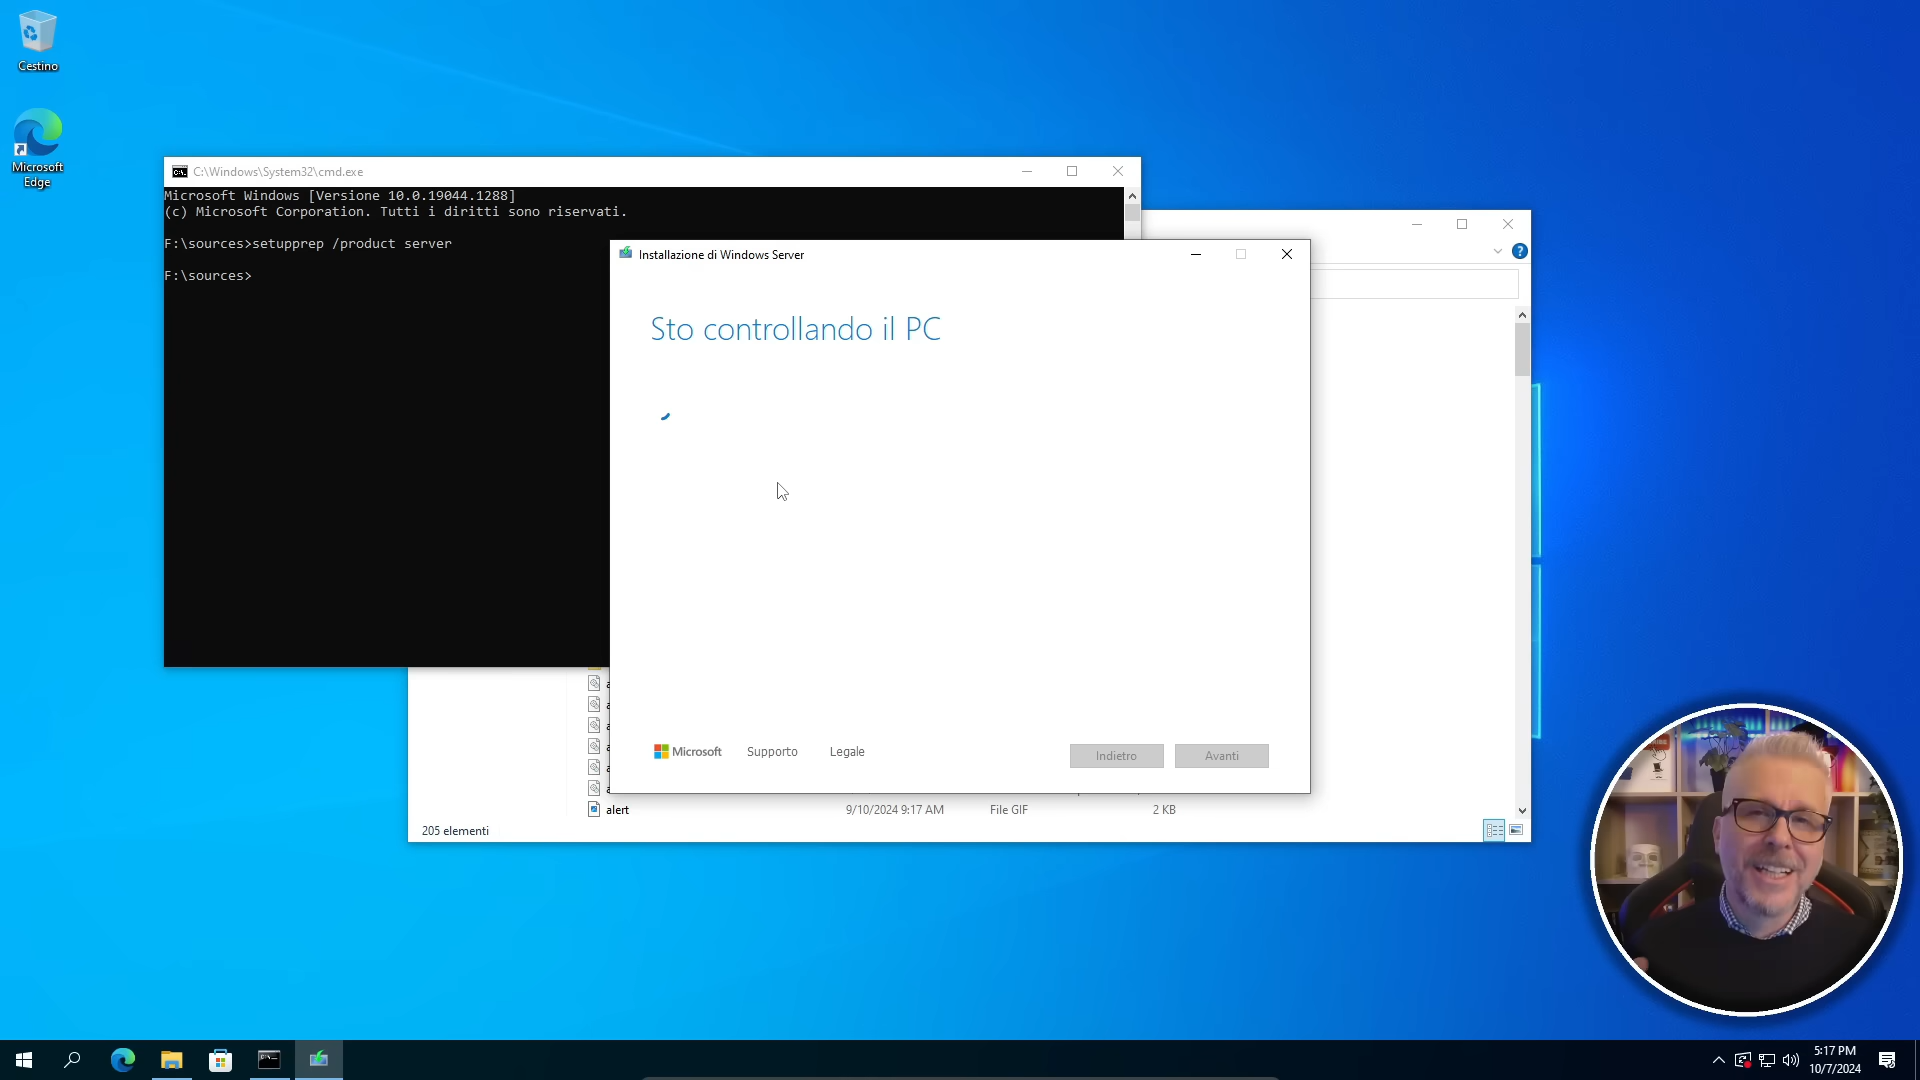 Cestino
Microsoft
Edge
C:\Windows\System32\cmd.exe
Microsoft Windows [Versione 10.0.19044.1288]
(c) Microsoft Corporation. Tutti i diritti sono riservati.
F:\sources>setupprep /product server
F:\sources>
Installazione di Windows Server
Sto controllando il PC
Microsoft
Supporto
Legale
Indietro
Avanti
alert
9/10/2024 9:17 AM
File GIF
2 KB
205 elementi
5:17 PM
10/7/2024